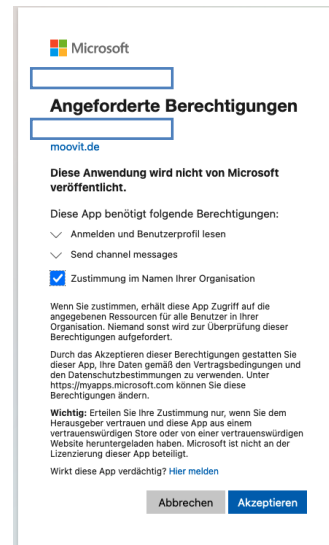 Microsoft
Angeforderte Berechtigungen
moovit.de
Diese Anwendung wird nicht von Microsoft
veröffentlicht.
Diese App benötigt folgende Berechtigungen:
Anmelden und Benutzerprofil lesen
Send channel messages
Zustimmung im Namen Ihrer Organisation
Wenn Sie zustimmen, erhält diese App Zugriff auf die
angegebenen Ressourcen für alle Benutzer in Ihrer
Organisation. Niemand sonst wird zur Überprüfung dieser
Berechtigungen aufgefordert.
Durch das Akzeptieren dieser Berechtigungen gestatten Sie
dieser App, Ihre Daten gemäß den Vertragsbedingungen und
den Datenschutzbestimmungen zu verwenden. Unter
https://myapps.microsoft.com können Sie diese
Berechtigungen ändern.
Wichtig: Erteilen Sie Ihre Zustimmung nur, wenn Sie dem
Herausgeber vertrauen und diese App aus einem
vertrauenswürdigen Store oder von einer vertrauenswürdigen
Website heruntergeladen haben. Microsoft ist nicht an der
Lizenzierung dieser App beteiligt.
Wirkt diese App verdächtig? Hier melden
Abbrechen Akzeptieren